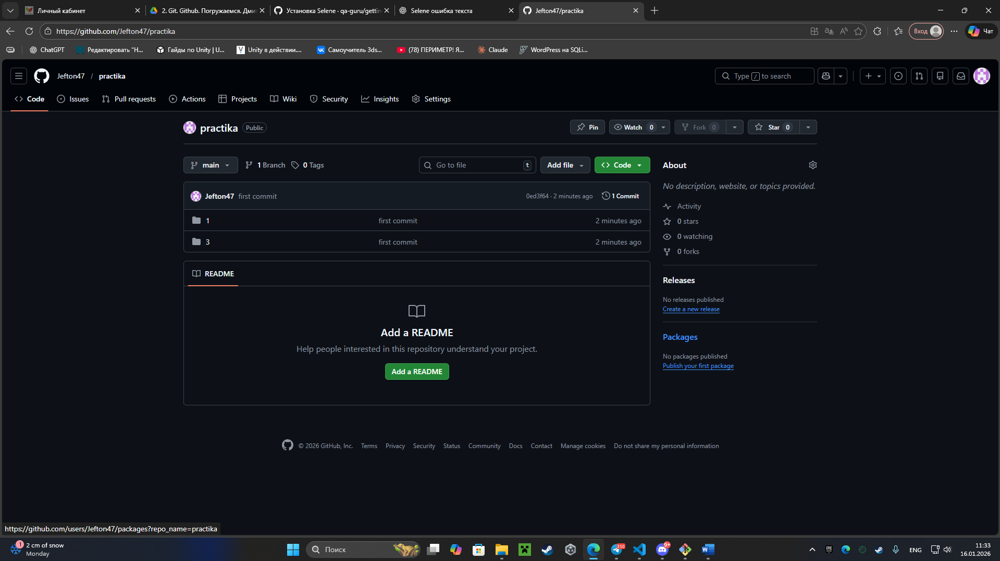 Личный кабинет
2. Git. Github. Погружаемся. Дми
Установка Selene · qa-guru/gettin
Selene ошибка текста
Jefton47/practika
https://github.com/Jefton47/practika
Вход
Чат
ChatGPT
Редактировать "Н...
Гайды по Unity | U...
Unity в действии....
Самоучитель 3ds...
(78) ПЕРИМЕТР! Я...
Claude
WordPress на SQLi...
Jefton47 / practika
Type / to search
Code
Issues
Pull requests
Actions
Projects
Wiki
Security
Insights
Settings
practika Public
Pin
Watch 0
Fork 0
Star 0
main
1 Branch
0 Tags
Go to file t
Add file
Code
About
No description, website, or topics provided.
Jefton47 first commit
0ed3f64 · 2 minutes ago
1 Commit
1 first commit 2 minutes ago
3 first commit 2 minutes ago
Activity
0 stars
0 watching
0 forks
README
Add a README
Help people interested in this repository understand your project.
Add a README
Releases
No releases published
Create a new release
Packages
No packages published
Publish your first package
© 2026 GitHub, Inc. Terms Privacy Security Status Community Docs Contact Manage cookies Do not share my personal information
https://github.com/users/Jefton47/packages?repo_name=practika
1
2 cm of snow
Monday
Поиск
350
9+
EPIC
ENG
11:33
16.01.2026